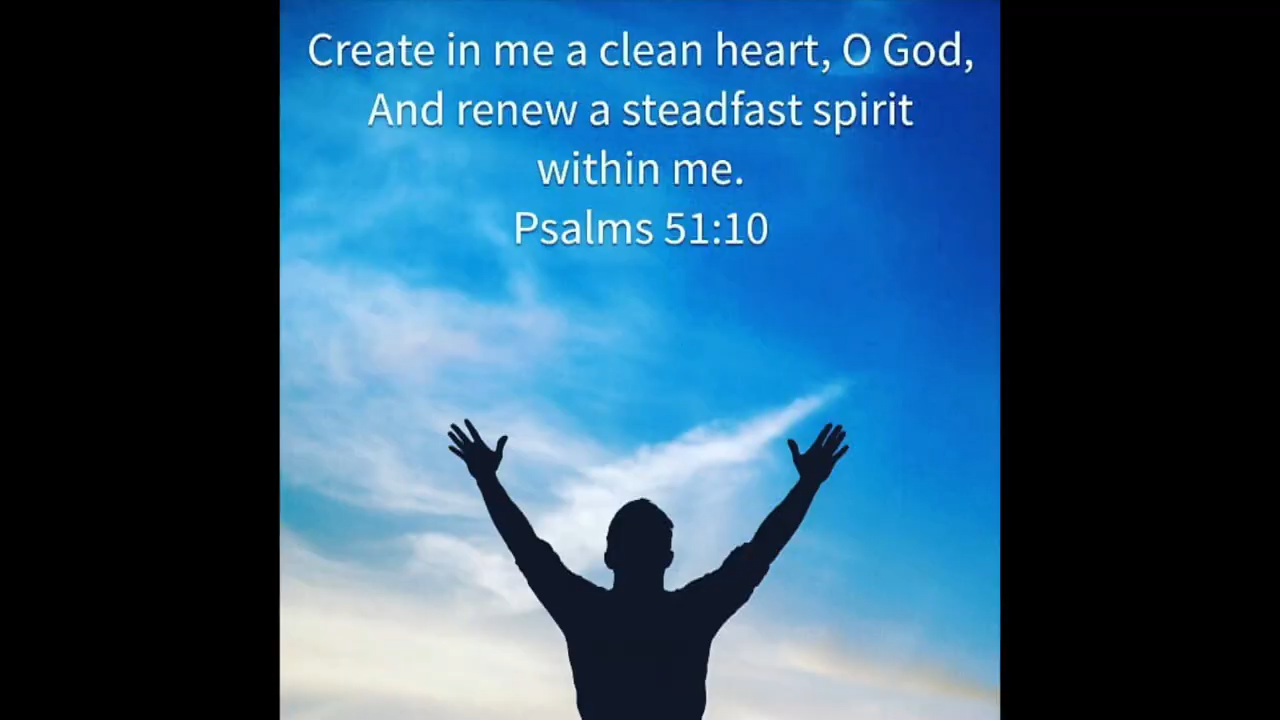 Create in me a clean heart, O God,
And renew a steadfast spirit
within me.
Psalms 51:10